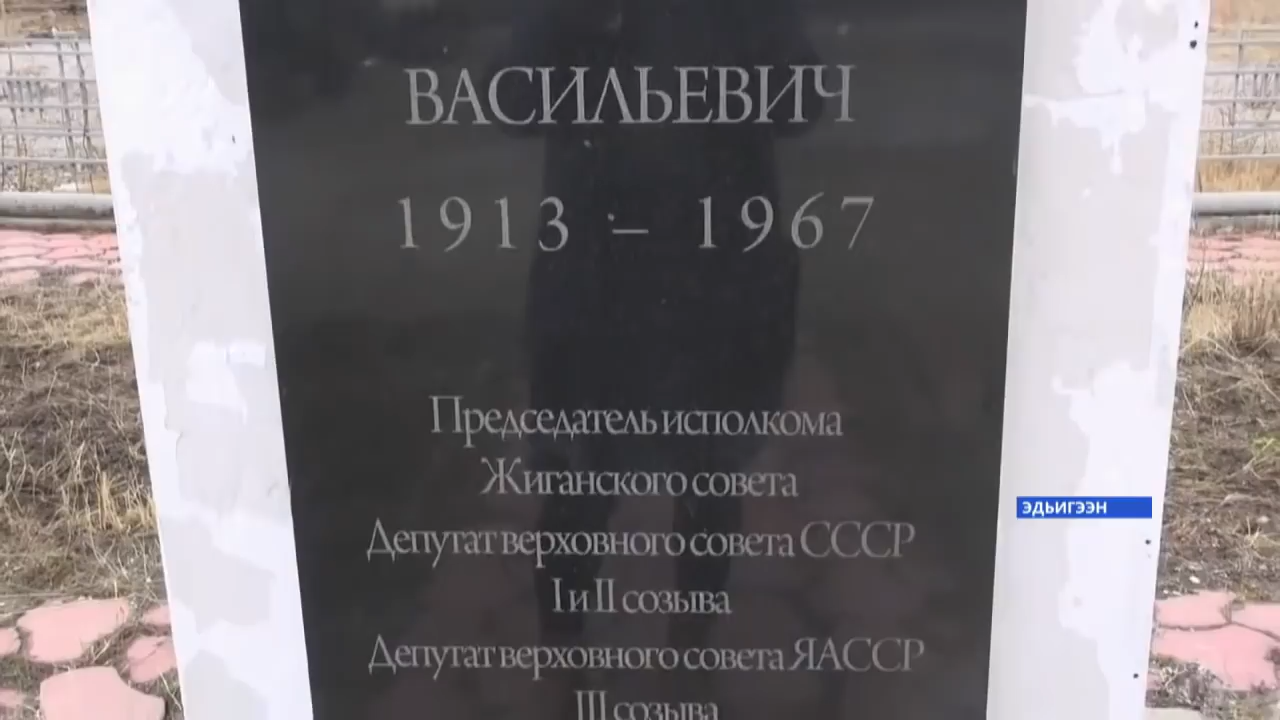 ВАСИЛЬЕВИЧ
1913 – 1967
Председатель исполкома
Жиганского совета
Депутат верховного совета СССР
I и II созыва
ЭДЬИГЭЭН
Депутат верховного совета ЯАССР
III созыва